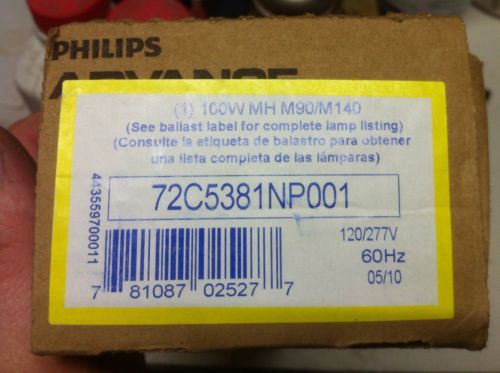 PHILIPS
ADVANCE
(1) 100W MH M90/M140
(See ballast label for complete lamp listing)
(Consulte la etiqueta de balastro para obtener
una lista completa de las lámparas)
72C5381NP001
443559700011
120/277V
60Hz
05/10
7 81087 02527 7